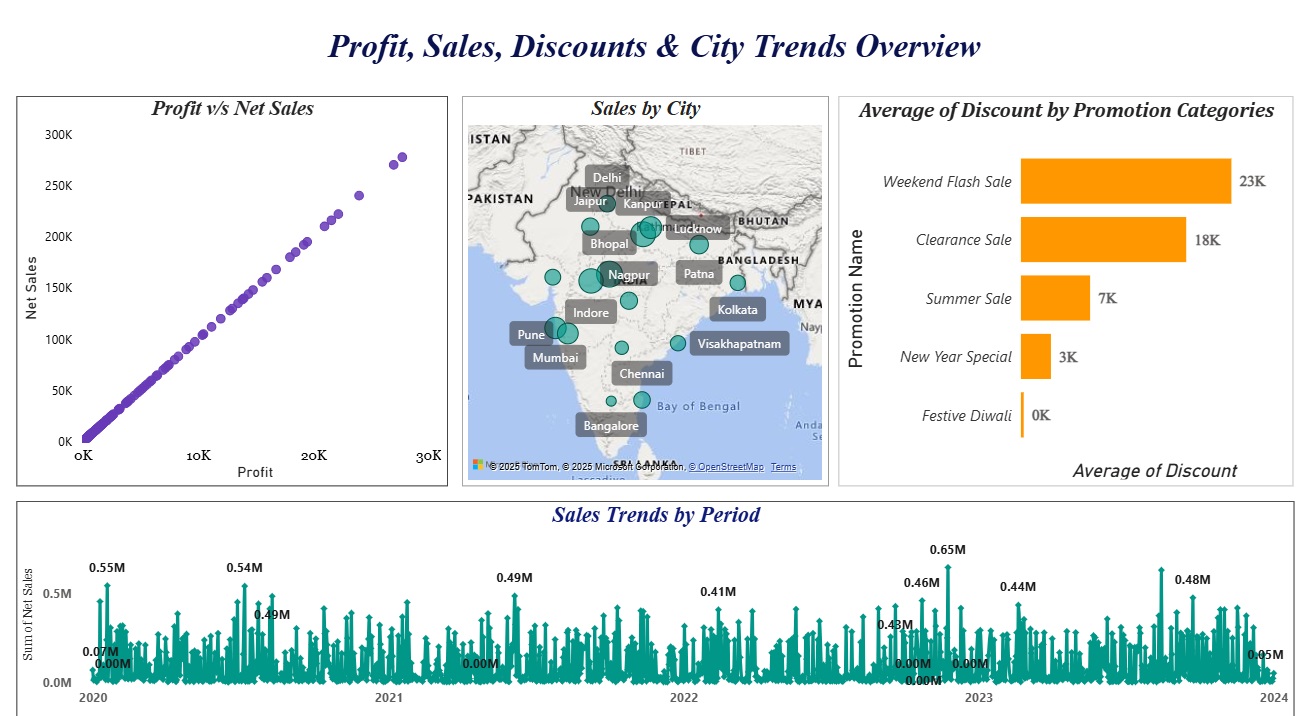 Profit, Sales, Discounts & City Trends Overview
Profit v/s Net Sales
300K
250K
200K
150K
100K
50K
0K
Net Sales
0K 10K 20K 30K
Profit
Sales by City
ISTAN
TIBET
Delhi
New Delhi
PAKISTAN
Jaipur
Kanpur
EPAL
BHUTAN
Lucknow
Bhopal
BANGLADESH
Nagpur
Patna
MYA
Indore
Kolkata
Nayp
Pune
Visakhapatnam
Mumbai
Chennai
Bay of Bengal
Bangalore
Anda
Se
SRI LANKA
© 2025 TomTom, © 2025 Microsoft Corporation, © OpenStreetMap Terms
Average of Discount by Promotion Categories
Promotion Name
Weekend Flash Sale 23K
Clearance Sale 18K
Summer Sale 7K
New Year Special 3K
Festive Diwali 0K
Average of Discount
Sales Trends by Period
Sum of Net Sales
0.5M
0.0M
0.07M
0.00M
0.55M
0.54M
0.49M
0.00M
0.49M
0.41M
0.43M
0.46M
0.00M
0.00M
0.65M
0.00M
0.44M
0.48M
0.05M
2020 2021 2022 2023 2024